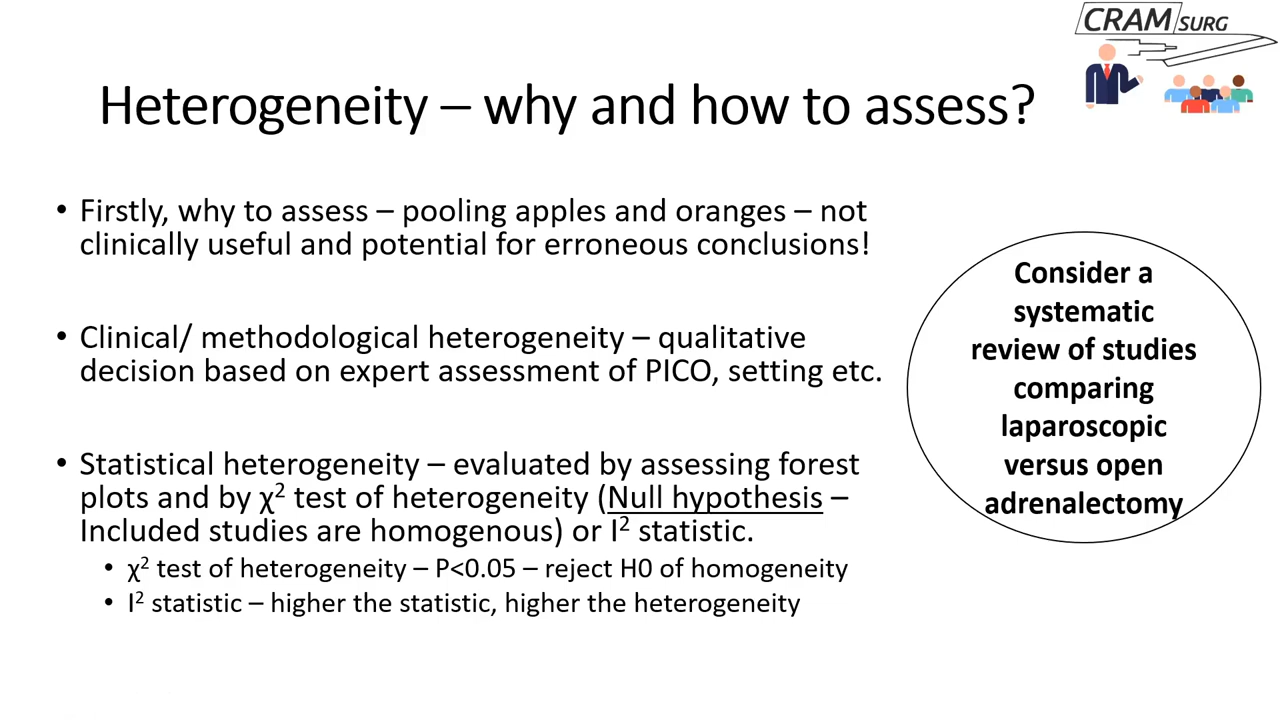 CRAM SURG
Heterogeneity – why and how to assess?
• Firstly, why to assess – pooling apples and oranges – not
clinically useful and potential for erroneous conclusions!
• Clinical/ methodological heterogeneity – qualitative
decision based on expert assessment of PICO, setting etc.
• Statistical heterogeneity – evaluated by assessing forest
plots and by χ² test of heterogeneity (Null hypothesis –
Included studies are homogenous) or I² statistic.
• χ² test of heterogeneity – P<0.05 – reject H0 of homogeneity
• I² statistic – higher the statistic, higher the heterogeneity
Consider a
systematic
review of studies
comparing
laparoscopic
versus open
adrenalectomy